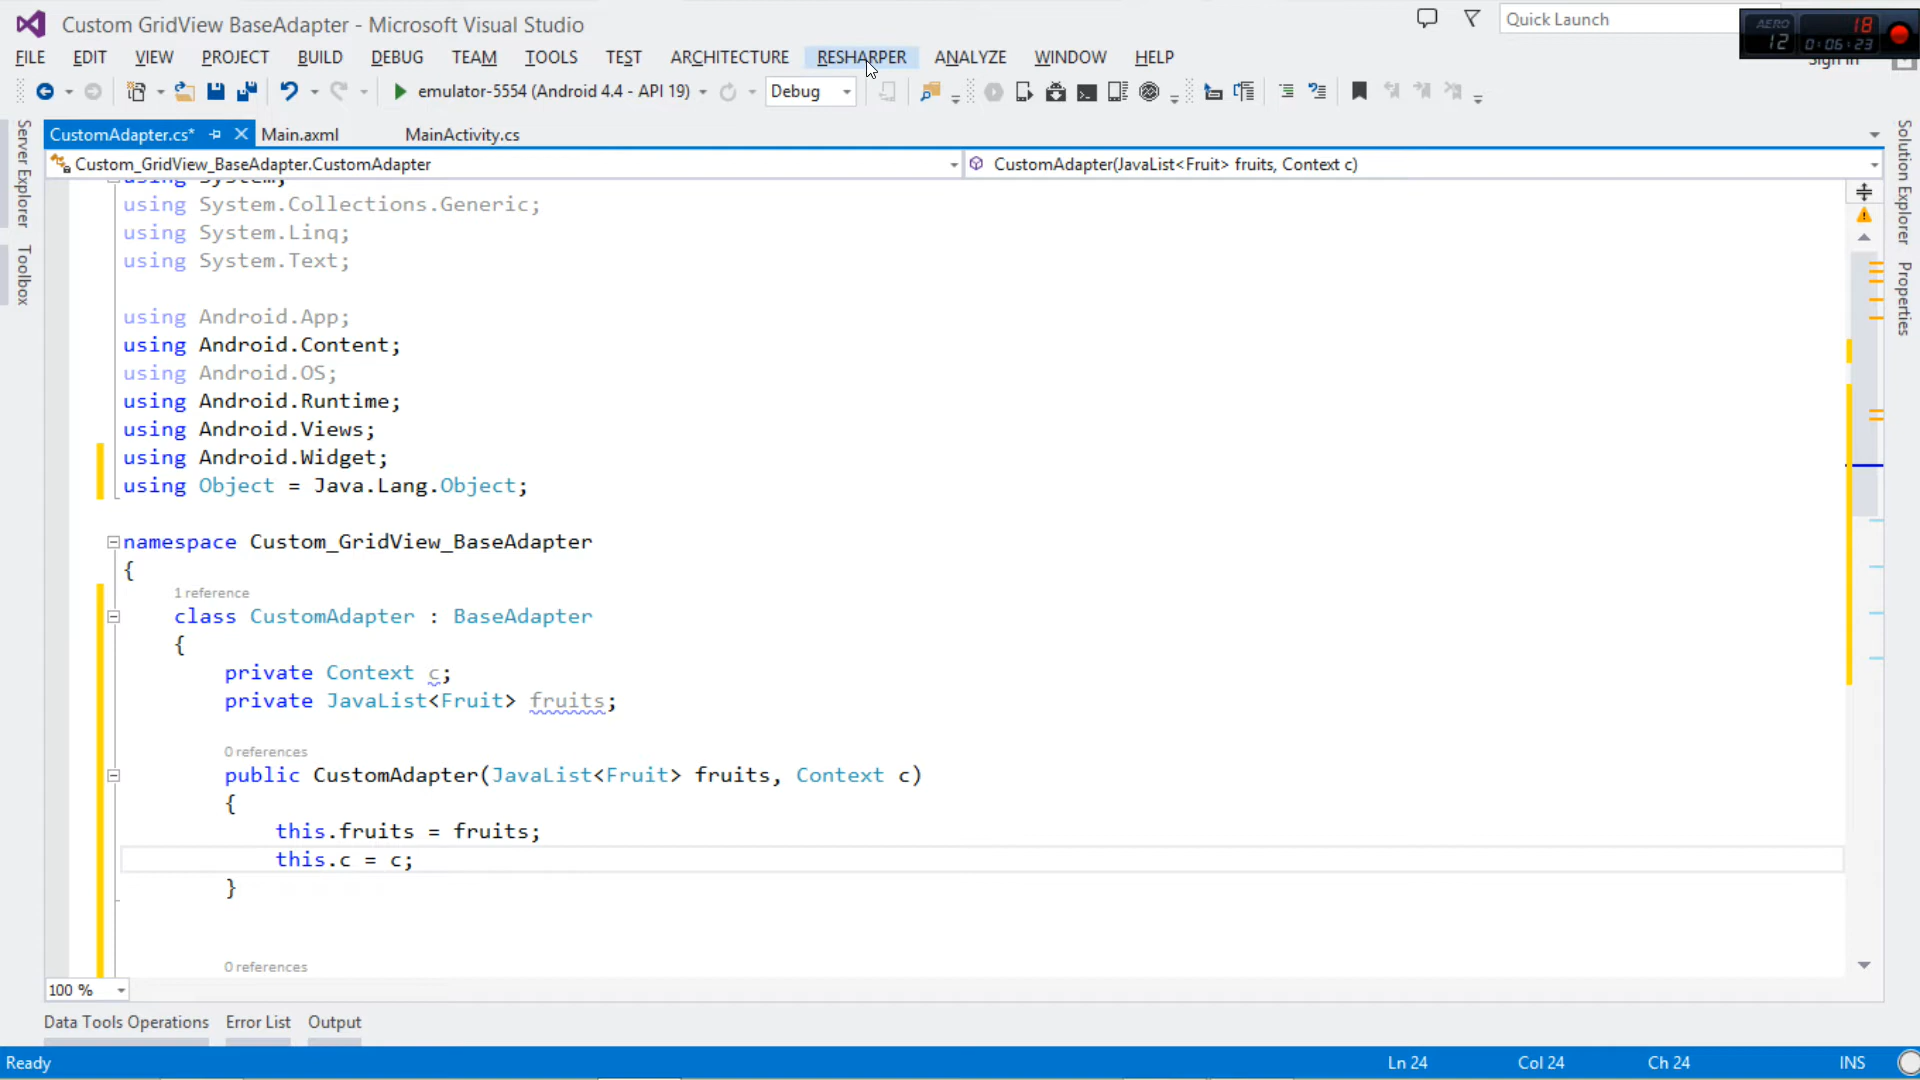 Custom GridView BaseAdapter - Microsoft Visual Studio
Quick Launch
AERO
12
18
0:06:23
FILE EDIT VIEW PROJECT BUILD DEBUG TEAM TOOLS TEST ARCHITECTURE RESHARPER ANALYZE WINDOW HELP
Sign in
emulator-5554 (Android 4.4 - API 19) Debug
CustomAdapter.cs* Main.axml MainActivity.cs
Custom_GridView_BaseAdapter.CustomAdapter CustomAdapter(JavaList<Fruit> fruits, Context c)
Server Explorer
Toolbox
Solution Explorer
Properties
using System;
using System.Collections.Generic;
using System.Linq;
using System.Text;
using Android.App;
using Android.Content;
using Android.OS;
using Android.Runtime;
using Android.Views;
using Android.Widget;
using Object = Java.Lang.Object;
namespace Custom_GridView_BaseAdapter
{
1 reference
class CustomAdapter : BaseAdapter
{
private Context c;
private JavaList<Fruit> fruits;
0 references
public CustomAdapter(JavaList<Fruit> fruits, Context c)
{
this.fruits = fruits;
this.c = c;
}
0 references
100 %
Data Tools Operations Error List Output
Ready Ln 24 Col 24 Ch 24 INS